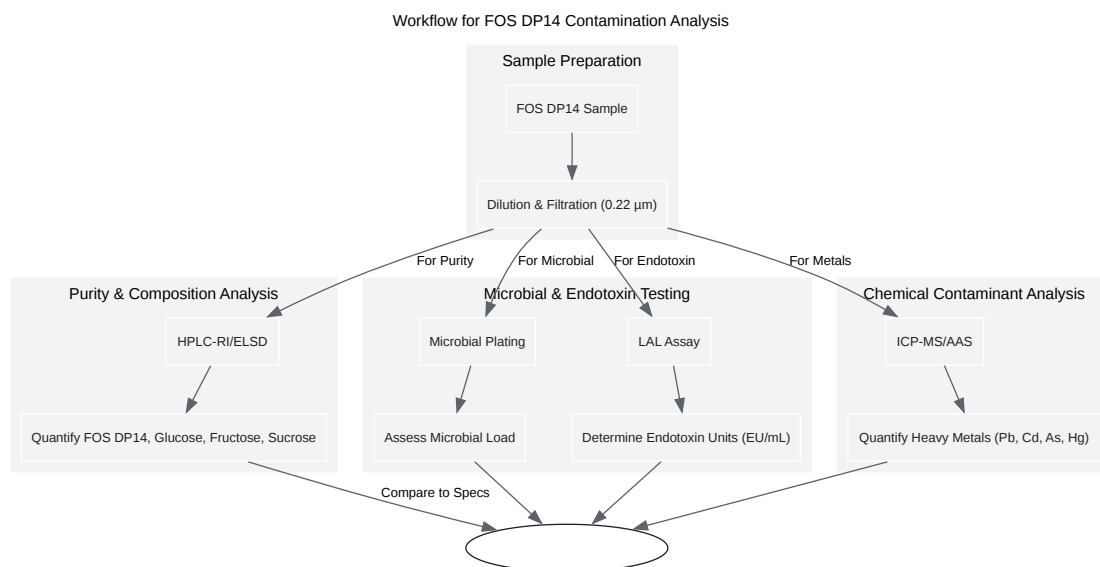 Workflow for FOS DP14 Contamination Analysis
Sample Preparation
FOS DP14 Sample
Dilution & Filtration (0.22 µm)
For Purity
For Microbial
For Endotoxin
For Metals
Purity & Composition Analysis
Microbial & Endotoxin Testing
Chemical Contaminant Analysis
HPLC-RI/ELSD
Microbial Plating
LAL Assay
ICP-MS/AAS
Quantify FOS DP14, Glucose, Fructose, Sucrose
Assess Microbial Load
Determine Endotoxin Units (EU/mL)
Quantify Heavy Metals (Pb, Cd, As, Hg)
Compare to Specs